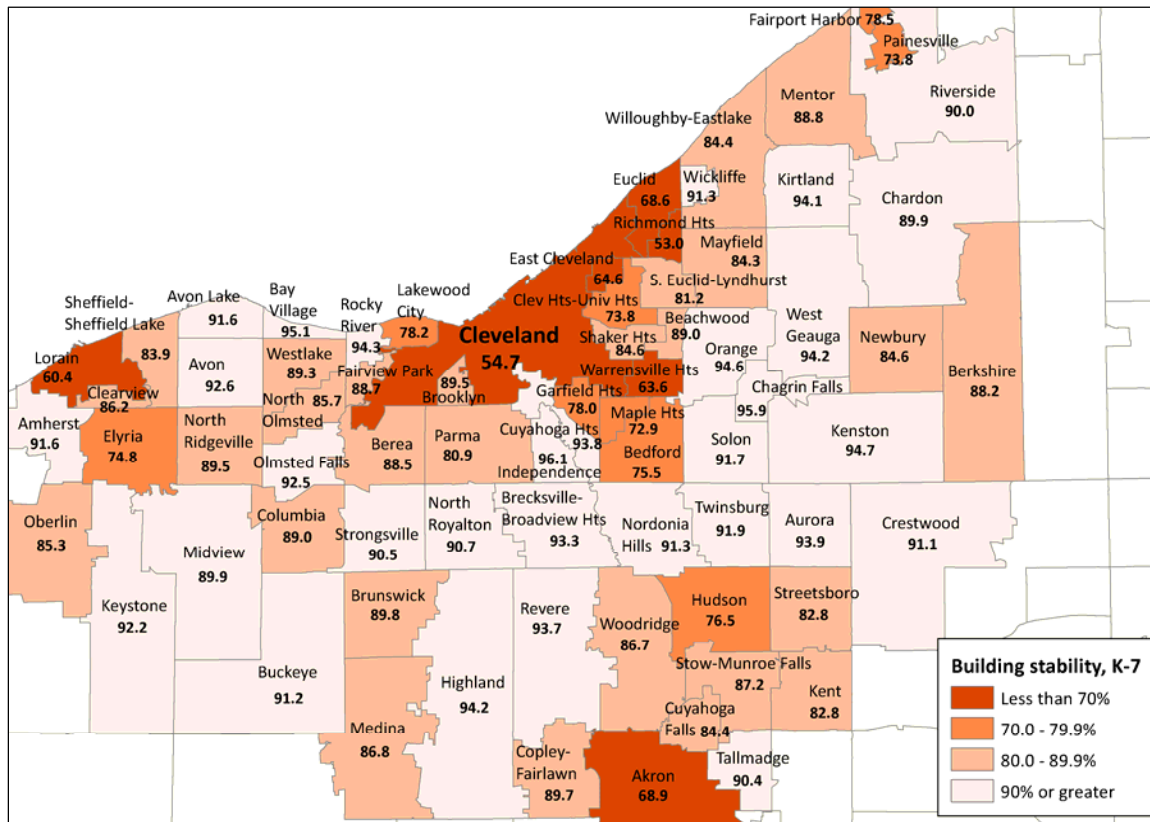 Fairport Harbor 78.5
Painesville
73.8
Mentor
88.8
Riverside
90.0
Willoughby-Eastlake
84.4
Euclid
68.6
Wickliffe
91.3
Kirtland
94.1
Chardon
89.9
Richmond Hts
53.0
Mayfield
84.3
East Cleveland
64.6
S. Euclid-Lyndhurst
81.2
Clev Hts-Univ Hts
73.8
Beachwood
89.0
Sheffield-
Sheffield Lake
83.9
Avon Lake
91.6
Bay
Village
95.1
Rocky
River
94.3
Lakewood
City
78.2
Cleveland
54.7
Shaker Hts
84.6
Orange
94.6
West
Geauga
94.2
Newbury
84.6
Berkshire
88.2
Lorain
60.4
Avon
92.6
Westlake
89.3
Fairview Park
88.7
89.5
Brooklyn
Warrensville Hts
63.6
Chagrin Falls
95.9
Clearview
86.2
North
Olmsted
85.7
Garfield Hts
78.0
Maple Hts
72.9
Amherst
91.6
Elyria
74.8
North
Ridgeville
89.5
Olmsted Falls
92.5
Berea
88.5
Parma
80.9
Cuyahoga Hts
93.8
96.1
Independence
Bedford
75.5
Solon
91.7
Kenston
94.7
Oberlin
85.3
Midview
89.9
Columbia
89.0
Strongsville
90.5
North
Royalton
90.7
Brecksville-
Broadview Hts
93.3
Nordonia
Hills
91.3
Twinsburg
91.9
Aurora
93.9
Crestwood
91.1
Keystone
92.2
Buckeye
91.2
Brunswick
89.8
Highland
94.2
Revere
93.7
Woodridge
86.7
Hudson
76.5
Streetsboro
82.8
Stow-Munroe Falls
87.2
Kent
82.8
Medina
86.8
Cuyahoga
Falls
84.4
Copley-
Fairlawn
89.7
Akron
68.9
Tallmadge
90.4
Building stability, K-7
Less than 70%
70.0 - 79.9%
80.0 - 89.9%
90% or greater